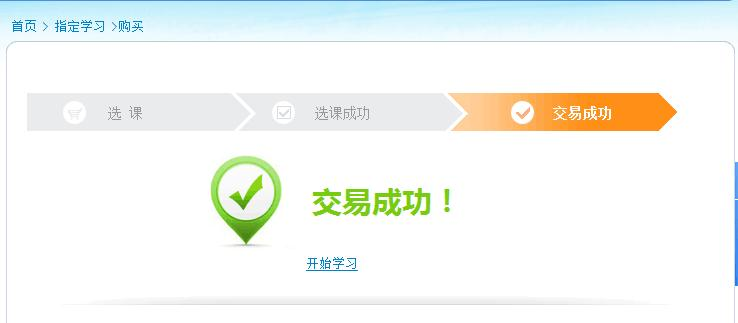 首页 > 指定学习 >购买
选 课
选课成功
交易成功
交易成功！
开始学习